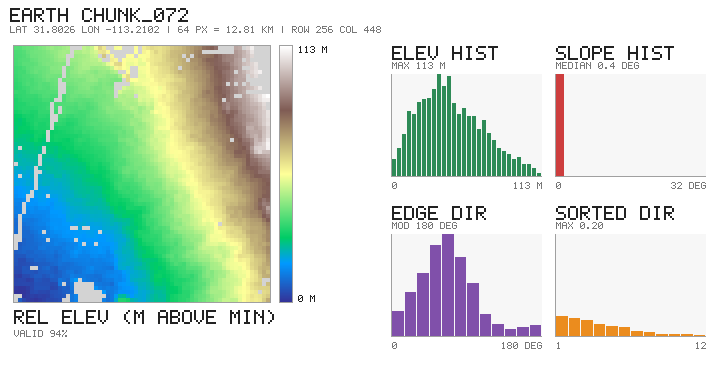 EARTH CHUNK_072
LAT 31.8026 LON -113.2102 | 64 PX = 12.81 KM | ROW 256 COL 448
113 M
0 M
REL ELEV (M ABOVE MIN)
VALID 94%
ELEV HIST
MAX 113 M
0 113 M
SLOPE HIST
MEDIAN 0.4 DEG
0 32 DEG
EDGE DIR
MOD 180 DEG
0 180 DEG
SORTED DIR
MAX 0.20
1 12